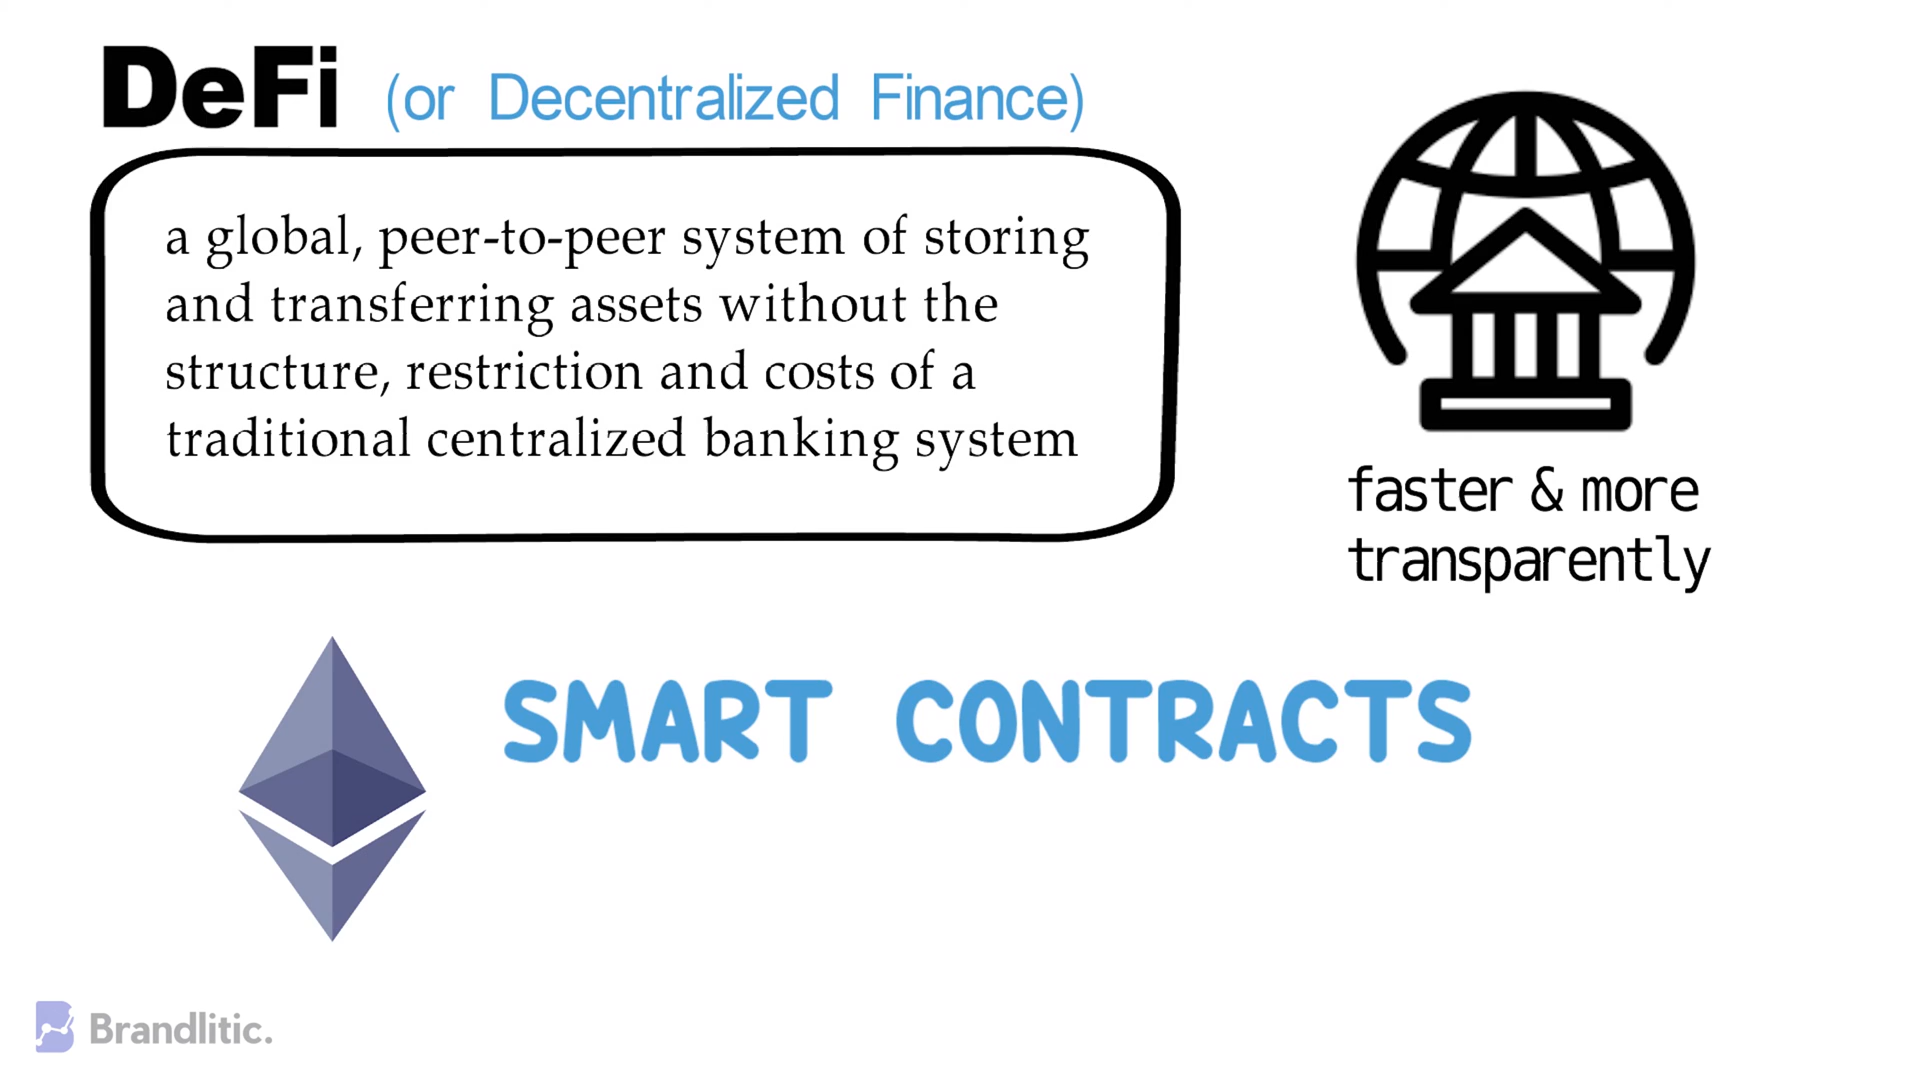 DeFi (or Decentralized Finance)
a global, peer-to-peer system of storing
and transferring assets without the
structure, restriction and costs of a
traditional centralized banking system
faster & more
transparently
SMART CONTRACTS
Brandlitic.